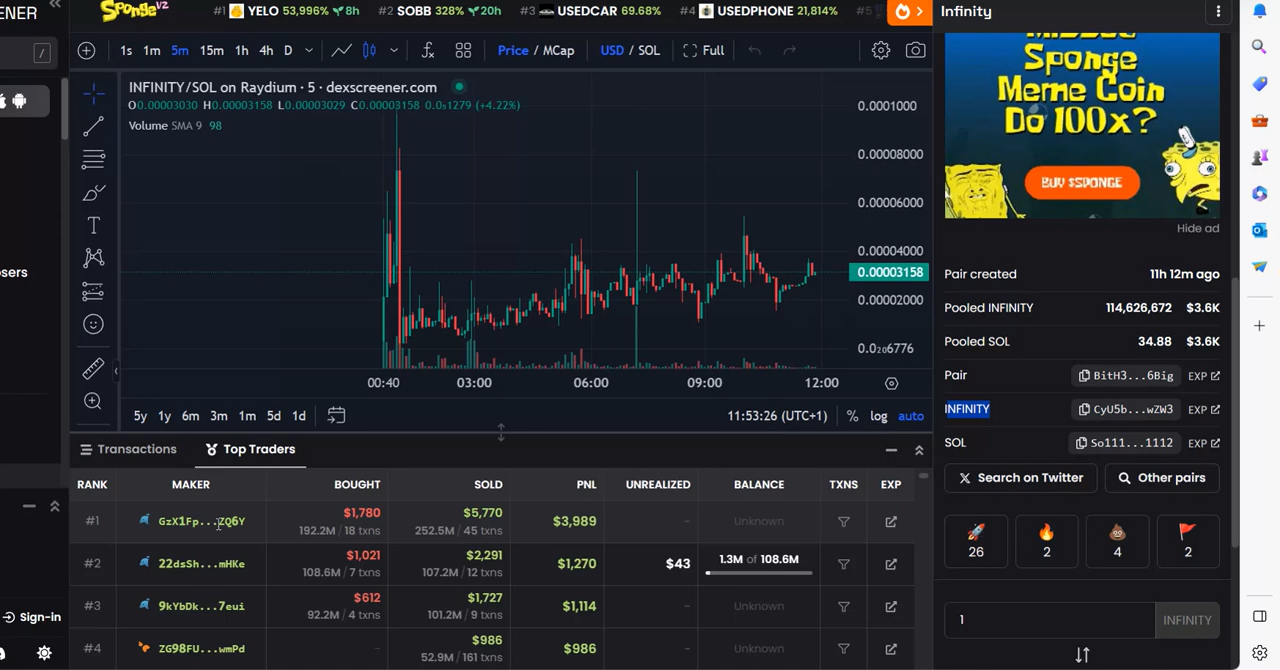 ENER
Sponge V2
#1 YELO 53,996% 8h
#2 SOBB 328% 20h
#3 USEDCAR 69.68%
#4 USEDPHONE 21,814%
#5
Infinity
/
1s 1m 5m 15m 1h 4h D
Price / MCap
USD / SOL
Full
INFINITY/SOL on Raydium · 5 · dexscreener.com
O0.00003030 H0.00003158 L0.00003029 C0.00003158 0.0₅1279 (+4.22%)
Volume SMA 9 98
0.0001000
0.00008000
0.00006000
0.00004000
0.00003158
0.00002000
0.0₂₀6776
00:40 03:00 06:00 09:00 12:00
5y 1y 6m 3m 1m 5d 1d
11:53:26 (UTC+1) % log auto
osers
Sign-in
Transactions
Top Traders
RANK MAKER BOUGHT SOLD PNL UNREALIZED BALANCE TXNS EXP
#1 GzX1Fp...ZQ6Y $1,780 $5,770 $3,989 - Unknown
192.2M / 18 txns 252.5M / 45 txns
#2 22dsSh...mHKe $1,021 $2,291 $1,270 $43 1.3M of 108.6M
108.6M / 7 txns 107.2M / 12 txns
#3 9kYbDk...7eui $612 $1,727 $1,114 - Unknown
92.2M / 4 txns 101.2M / 9 txns
#4 ZG98FU...wmPd - $986 $986 - Unknown
52.9M / 161 txns
Sponge
Meme Coin
Do 100x?
BUY $SPONGE
Hide ad
Pair created 11h 12m ago
Pooled INFINITY 114,626,672 $3.6K
Pooled SOL 34.88 $3.6K
Pair BitH3...6Big EXP
INFINITY CyU5b...wZW3 EXP
SOL So111...1112 EXP
Search on Twitter
Other pairs
26 2 4 2
1 INFINITY